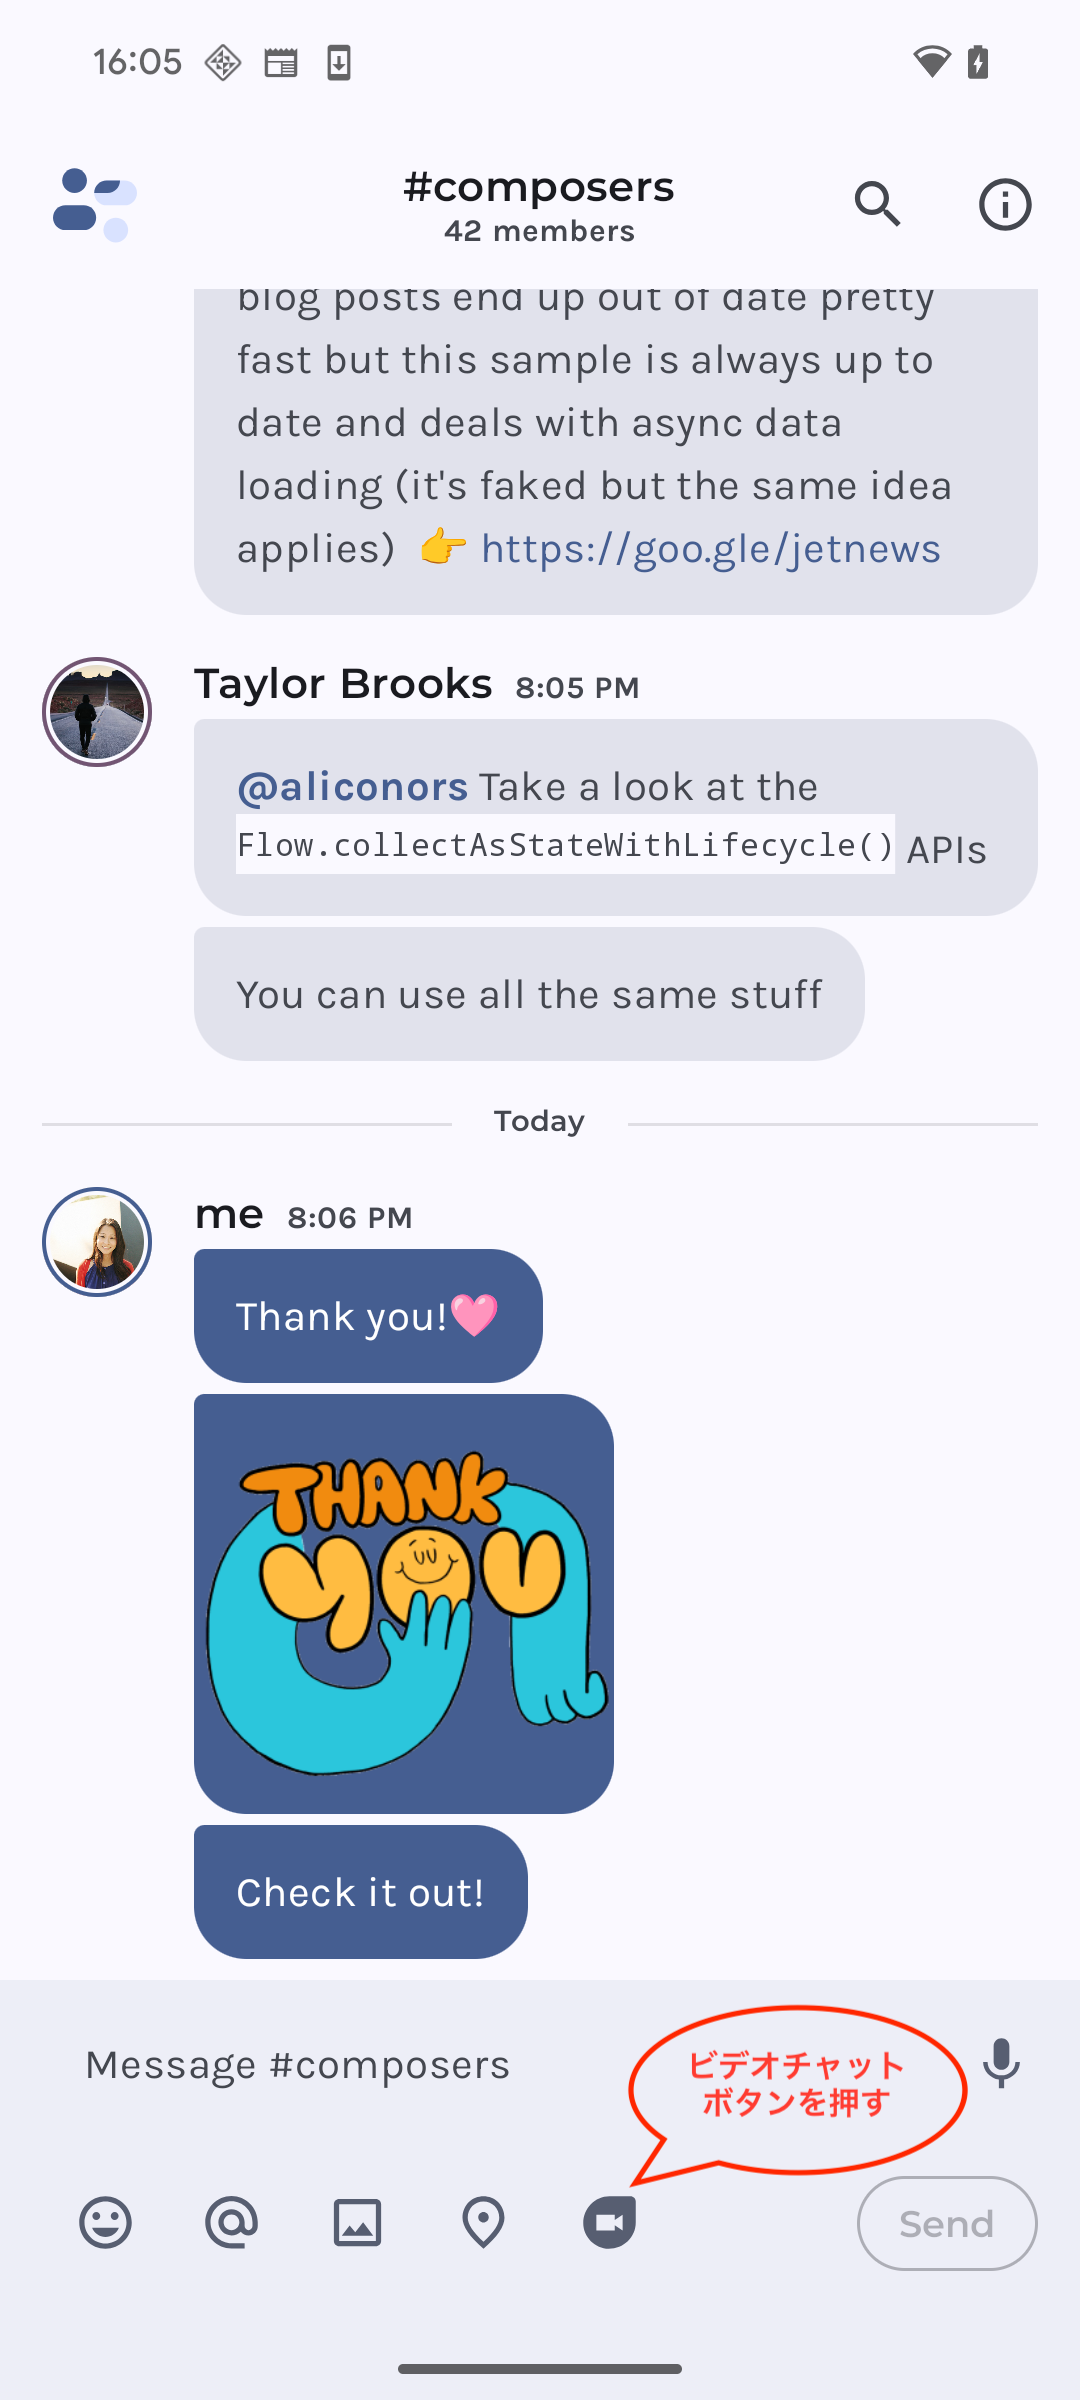 16:05
#composers
42 members
blog posts end up out of date pretty
fast but this sample is always up to
date and deals with async data
loading (it's faked but the same idea
applies) 👉 https://goo.gle/jetnews
Taylor Brooks 8:05 PM
@aliconors Take a look at the
Flow.collectAsStateWithLifecycle() APIs
You can use all the same stuff
Today
me 8:06 PM
Thank you!🩷
THANK
YOU
Check it out!
Message #composers
ビデオチャット
ボタンを押す
Send